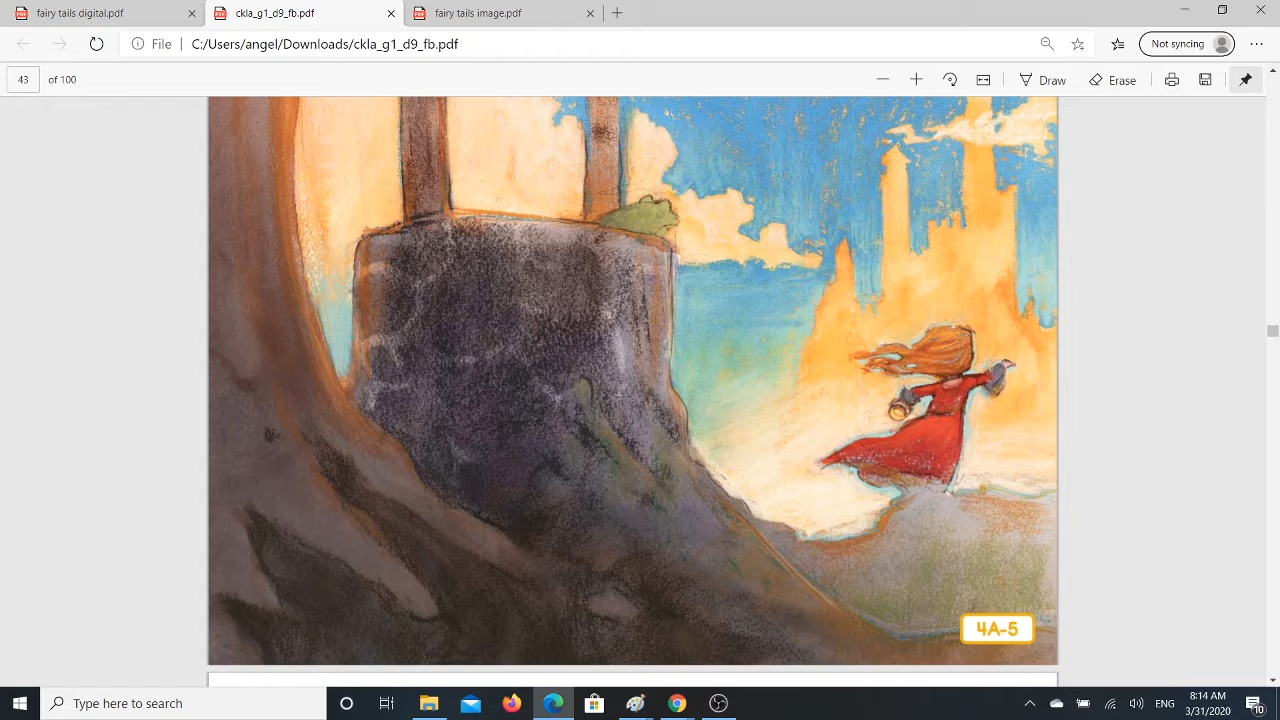 fairy tails digital.pdf
ckla_g1_d9_fb.pdf
fairy tails image.pdf
File
C:/Users/angel/Downloads/ckla_g1_d9_fb.pdf
Not syncing
43 of 100
Draw
Erase
4A-5
Type here to search
ENG
8:14 AM
3/31/2020